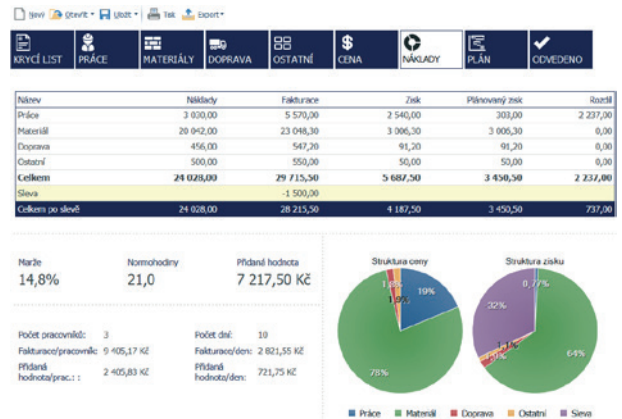 Nový Otevřít Uložit Tisk Export
KRYCÍ LIST PRÁCE MATERIÁLY DOPRAVA OSTATNÍ CENA NÁKLADY PLÁN ODVEDENO
Název Náklady Fakturace Zisk Plánovaný zisk Rozdíl
Práce 3 030,00 5 570,00 2 540,00 303,00 2 237,00
Materiál 20 042,00 23 048,30 3 006,30 3 006,30 0,00
Doprava 456,00 547,20 91,20 91,20 0,00
Ostatní 500,00 550,00 50,00 50,00 0,00
Celkem 24 028,00 29 715,50 5 687,50 3 450,50 2 237,00
Sleva -1 500,00
Celkem po slevě 24 028,00 28 215,50 4 187,50 3 450,50 737,00
Marže Normohodiny Přidaná hodnota
14,8% 21,0 7 217,50 Kč
Struktura ceny Struktura zisku
1,8% 19% 1,9% 78%
0,77% 32% 64%
Počet pracovníků: 3 Počet dní: 10
Fakturace/pracovník: 9 405,17 Kč Fakturace/den: 2 821,55 Kč
Přidaná hodnota/prac.: : 2 405,83 Kč Přidaná hodnota/den: 721,75 Kč
Práce Materiál Doprava Ostatní Sleva